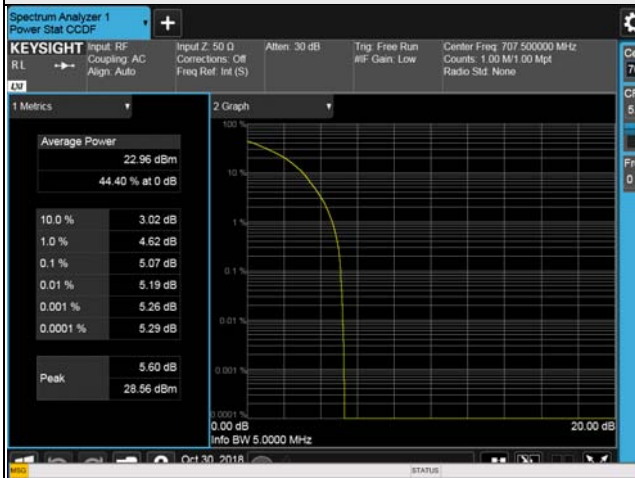 Spectrum Analyzer 1
Power Stat CCDF
KEYSIGHT
RL
LXI
Input: RF
Coupling: AC
Align: Auto
Input Z: 50 Ω
Corrections: Off
Freq Ref: Int (S)
Atten: 30 dB
Trig: Free Run
#IF Gain: Low
Center Freq: 707.500000 MHz
Counts: 1.00 M/1.00 Mpt
Radio Std: None
1 Metrics
Average Power
22.96 dBm
44.40 % at 0 dB
10.0 % 3.02 dB
1.0 % 4.62 dB
0.1 % 5.07 dB
0.01 % 5.19 dB
0.001 % 5.26 dB
0.0001 % 5.29 dB
Peak
5.60 dB
28.56 dBm
2 Graph
100 %
10 %
1 %
0.1 %
0.01 %
0.001 %
0.0001 %
0.00 dB 20.00 dB
Info BW 5.0000 MHz
Oct 30, 2018
MSG STATUS